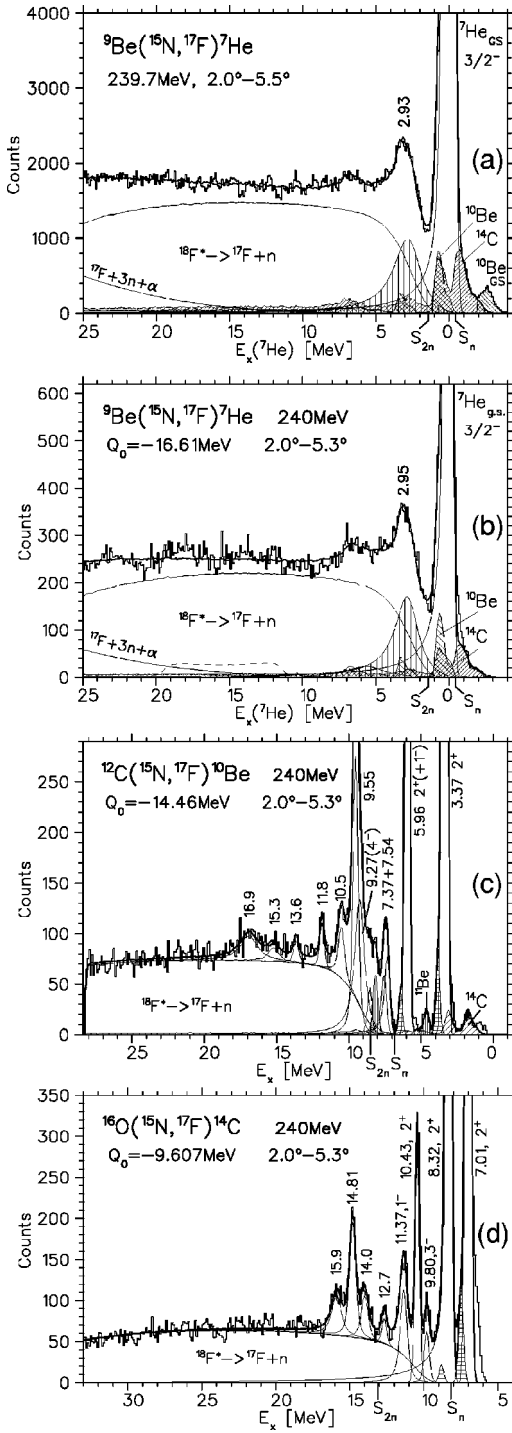 ⁹Be(¹⁵N,¹⁷F)⁷He
239.7MeV, 2.0°−5.5°
⁷He_GS
3/2⁻
2.93
(a)
¹⁰Be
¹⁴C
¹⁰Be_GS
¹⁸F*−>¹⁷F+n
¹⁷F+3n+α
Counts
4000
3000
2000
1000
0
25 20 15 10 5 0
S_2n S_n
E_x(⁷He) [MeV]
⁹Be(¹⁵N,¹⁷F)⁷He 240MeV
Q₀=−16.61MeV 2.0°−5.3°
⁷He_g.s.
3/2⁻
2.95
(b)
¹⁰Be
¹⁴C
¹⁸F*−>¹⁷F+n
¹⁷F+3n+α
Counts
600
500
400
300
200
100
0
25 20 15 10 5 0
S_2n S_n
E_x(⁷He) [MeV]
¹²C(¹⁵N,¹⁷F)¹⁰Be 240MeV
Q₀=−14.46MeV 2.0°−5.3°
16.9
15.3
13.6
11.8
10.5
9.55
9.27(4⁻)
7.37+7.54
5.96 2⁺(+1⁻)
3.37 2⁺
(c)
¹¹Be
¹⁴C
¹⁸F*−>¹⁷F+n
Counts
250
200
150
100
50
0
25 20 15 10 5 0
S_2n S_n
E_x [MeV]
¹⁶O(¹⁵N,¹⁷F)¹⁴C 240MeV
Q₀=−9.607MeV 2.0°−5.3°
15.9
14.81
14.0
12.7
11.37,1⁻
10.43, 2⁺
9.80,3⁻
8.32, 2⁺
7.01, 2⁺
(d)
¹⁸F*−>¹⁷F+n
Counts
350
300
250
200
150
100
50
0
30 25 20 15 10 5
S_2n S_n
E_x [MeV]